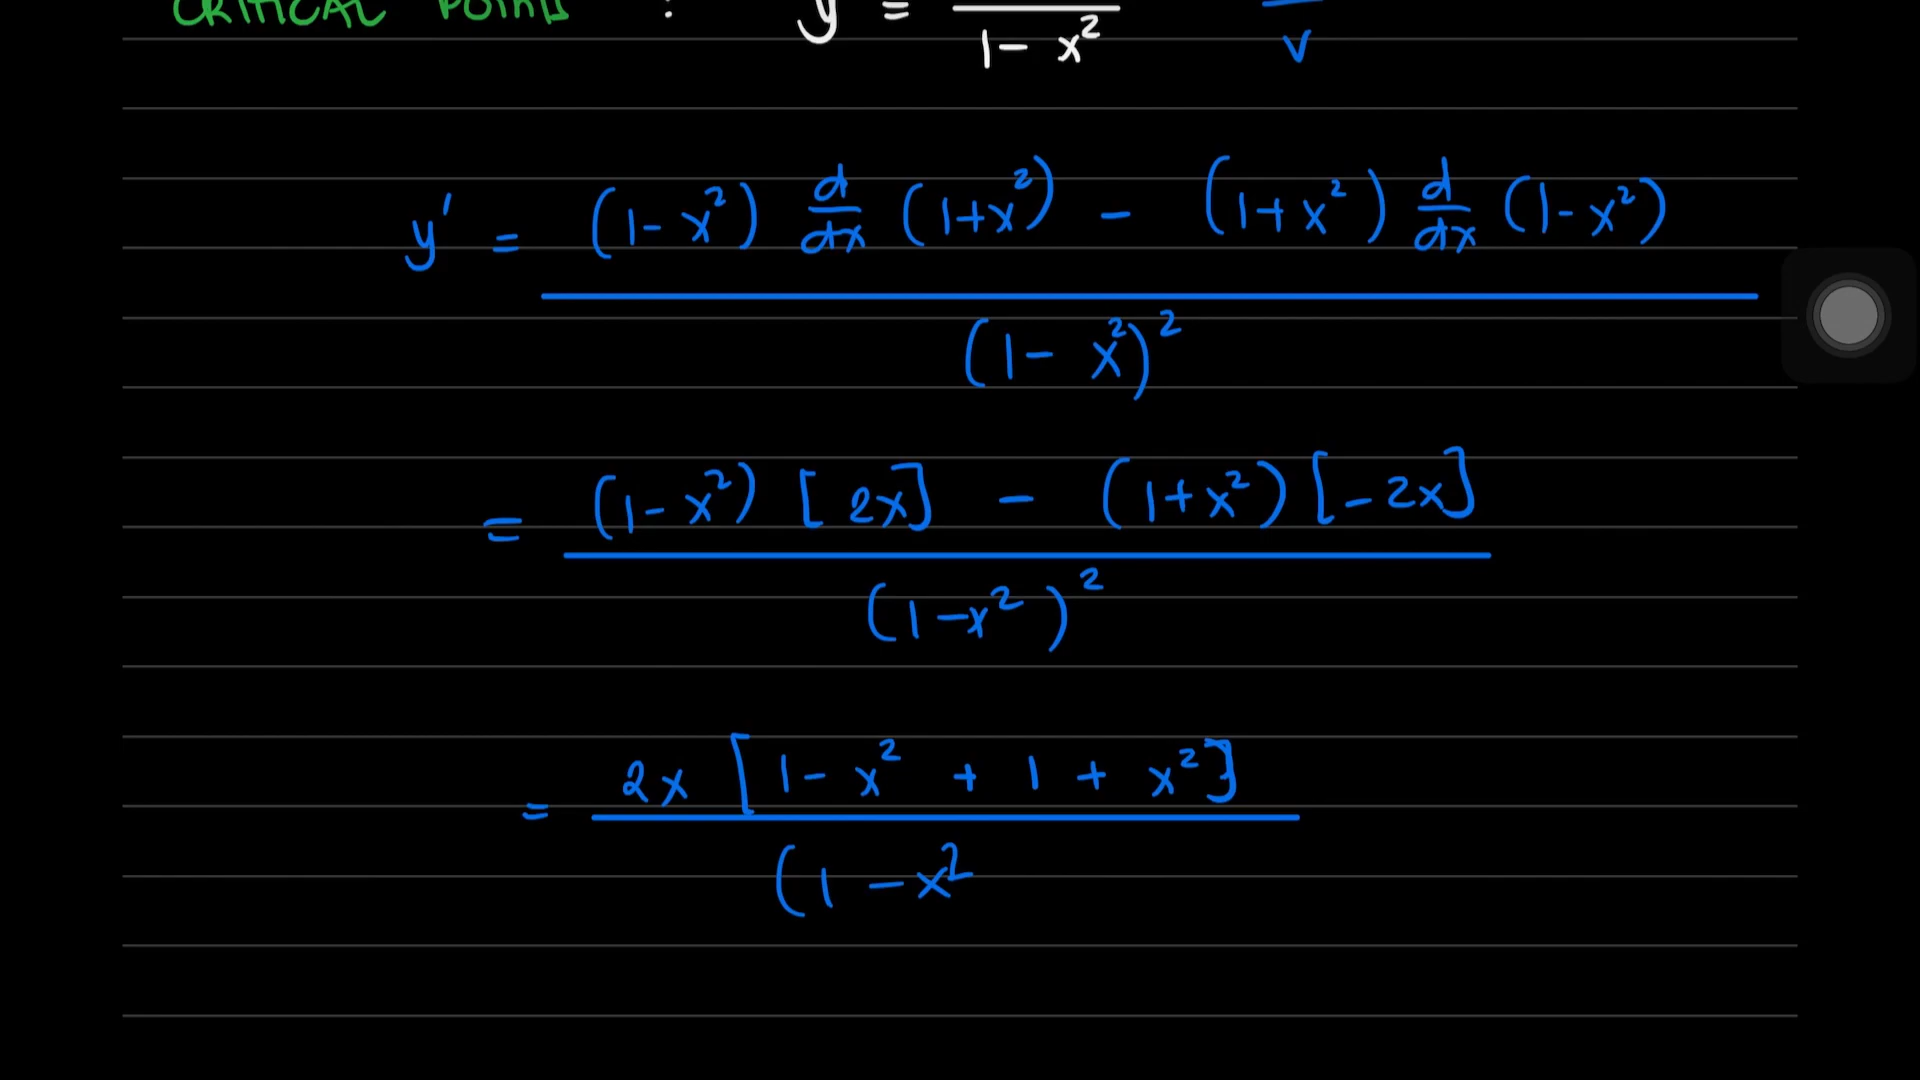 CRITICAL POINTS : y = ――― / (1 - x²) ― / v
y' = ((1 - x²) d/dx (1 + x²) - (1 + x²) d/dx (1 - x²)) / (1 - x²)²
= ((1 - x²) [2x] - (1 + x²) [-2x]) / (1 - x²)²
= 2x [1 - x² + 1 + x²] / (1 - x²